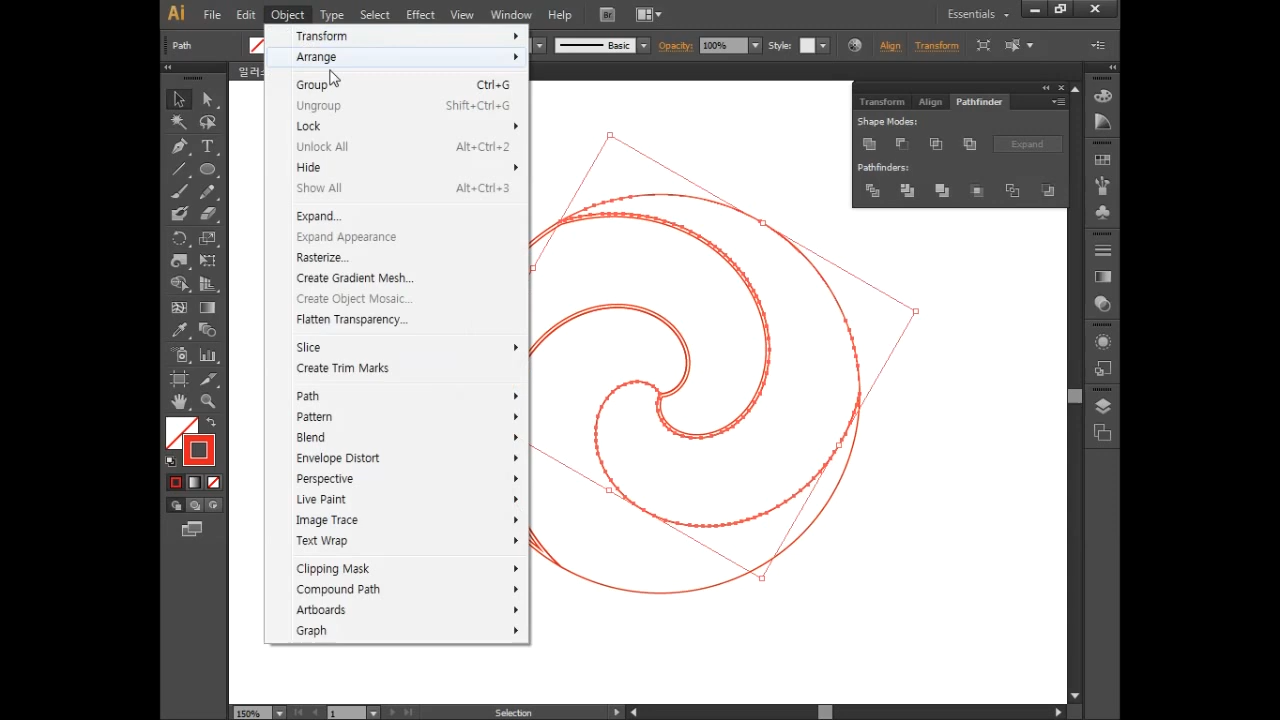 Ai File Edit Object Type Select Effect View Window Help Br Essentials
Path Basic Opacity: 100% Style: Align Transform
일러스
Transform
Arrange
Group Ctrl+G
Ungroup Shift+Ctrl+G
Lock
Unlock All Alt+Ctrl+2
Hide
Show All Alt+Ctrl+3
Expand...
Expand Appearance
Rasterize...
Create Gradient Mesh...
Create Object Mosaic...
Flatten Transparency...
Slice
Create Trim Marks
Path
Pattern
Blend
Envelope Distort
Perspective
Live Paint
Image Trace
Text Wrap
Clipping Mask
Compound Path
Artboards
Graph
Transform Align Pathfinder
Shape Modes:
Expand
Pathfinders:
150% 1 Selection